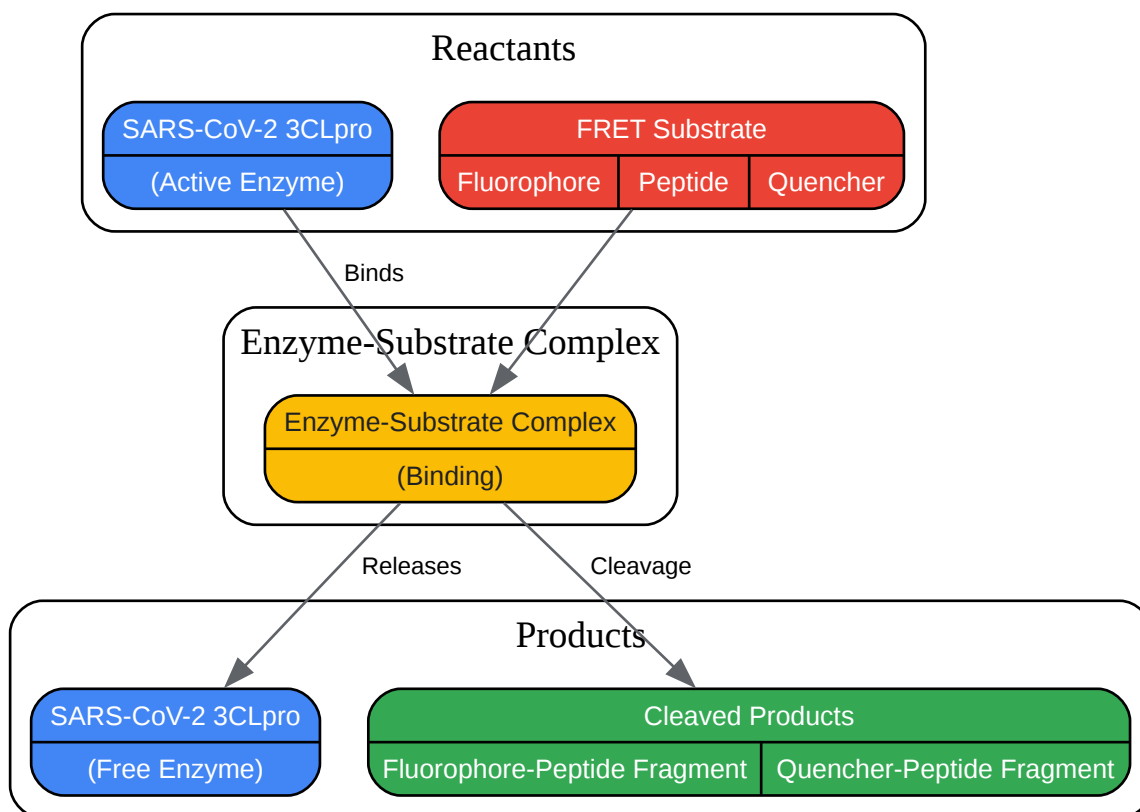 Reactants
SARS-CoV-2 3CLpro
(Active Enzyme)
FRET Substrate
Fluorophore
Peptide
Quencher
Binds
Enzyme-Substrate Complex
Enzyme-Substrate Complex
(Binding)
Releases
Cleavage
Products
SARS-CoV-2 3CLpro
(Free Enzyme)
Cleaved Products
Fluorophore-Peptide Fragment
Quencher-Peptide Fragment